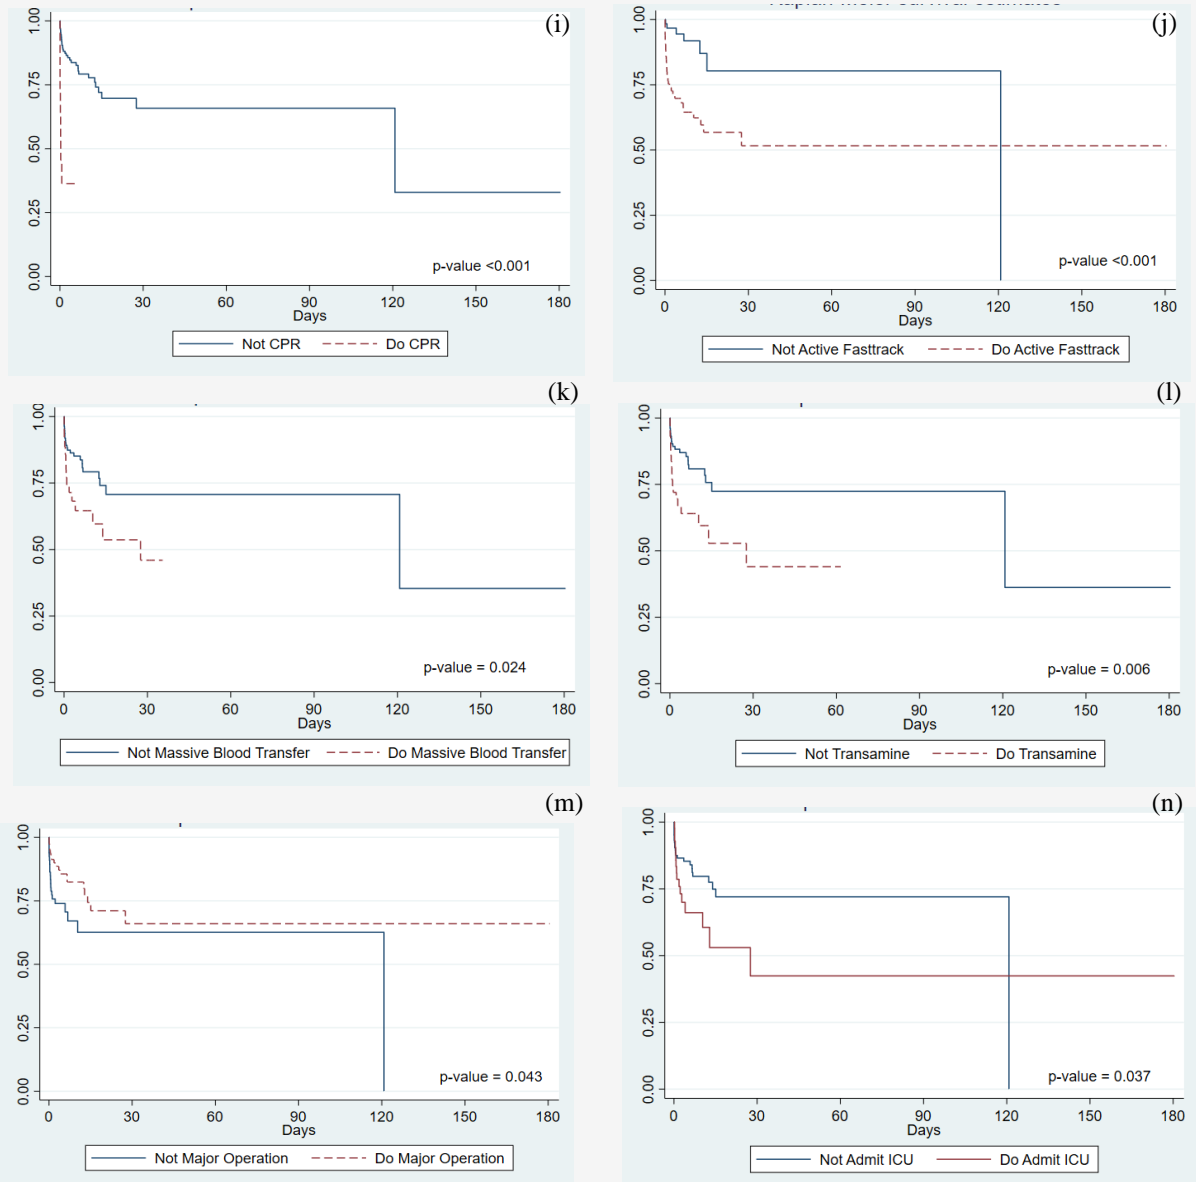 (i)
1.00
0.75
0.50
0.25
0.00
p-value <0.001
0 30 60 90 120 150 180
Days
Not CPR Do CPR
(j)
1.00
0.75
0.50
0.25
0.00
p-value <0.001
0 30 60 90 120 150 180
Days
Not Active Fasttrack Do Active Fasttrack
(k)
1.00
0.75
0.50
0.25
0.00
p-value = 0.024
0 30 60 90 120 150 180
Days
Not Massive Blood Transfer Do Massive Blood Transfer
(l)
1.00
0.75
0.50
0.25
0.00
p-value = 0.006
0 30 60 90 120 150 180
Days
Not Transamine Do Transamine
(m)
1.00
0.75
0.50
0.25
0.00
p-value = 0.043
0 30 60 90 120 150 180
Days
Not Major Operation Do Major Operation
(n)
1.00
0.75
0.50
0.25
0.00
p-value = 0.037
0 30 60 90 120 150 180
Days
Not Admit ICU Do Admit ICU